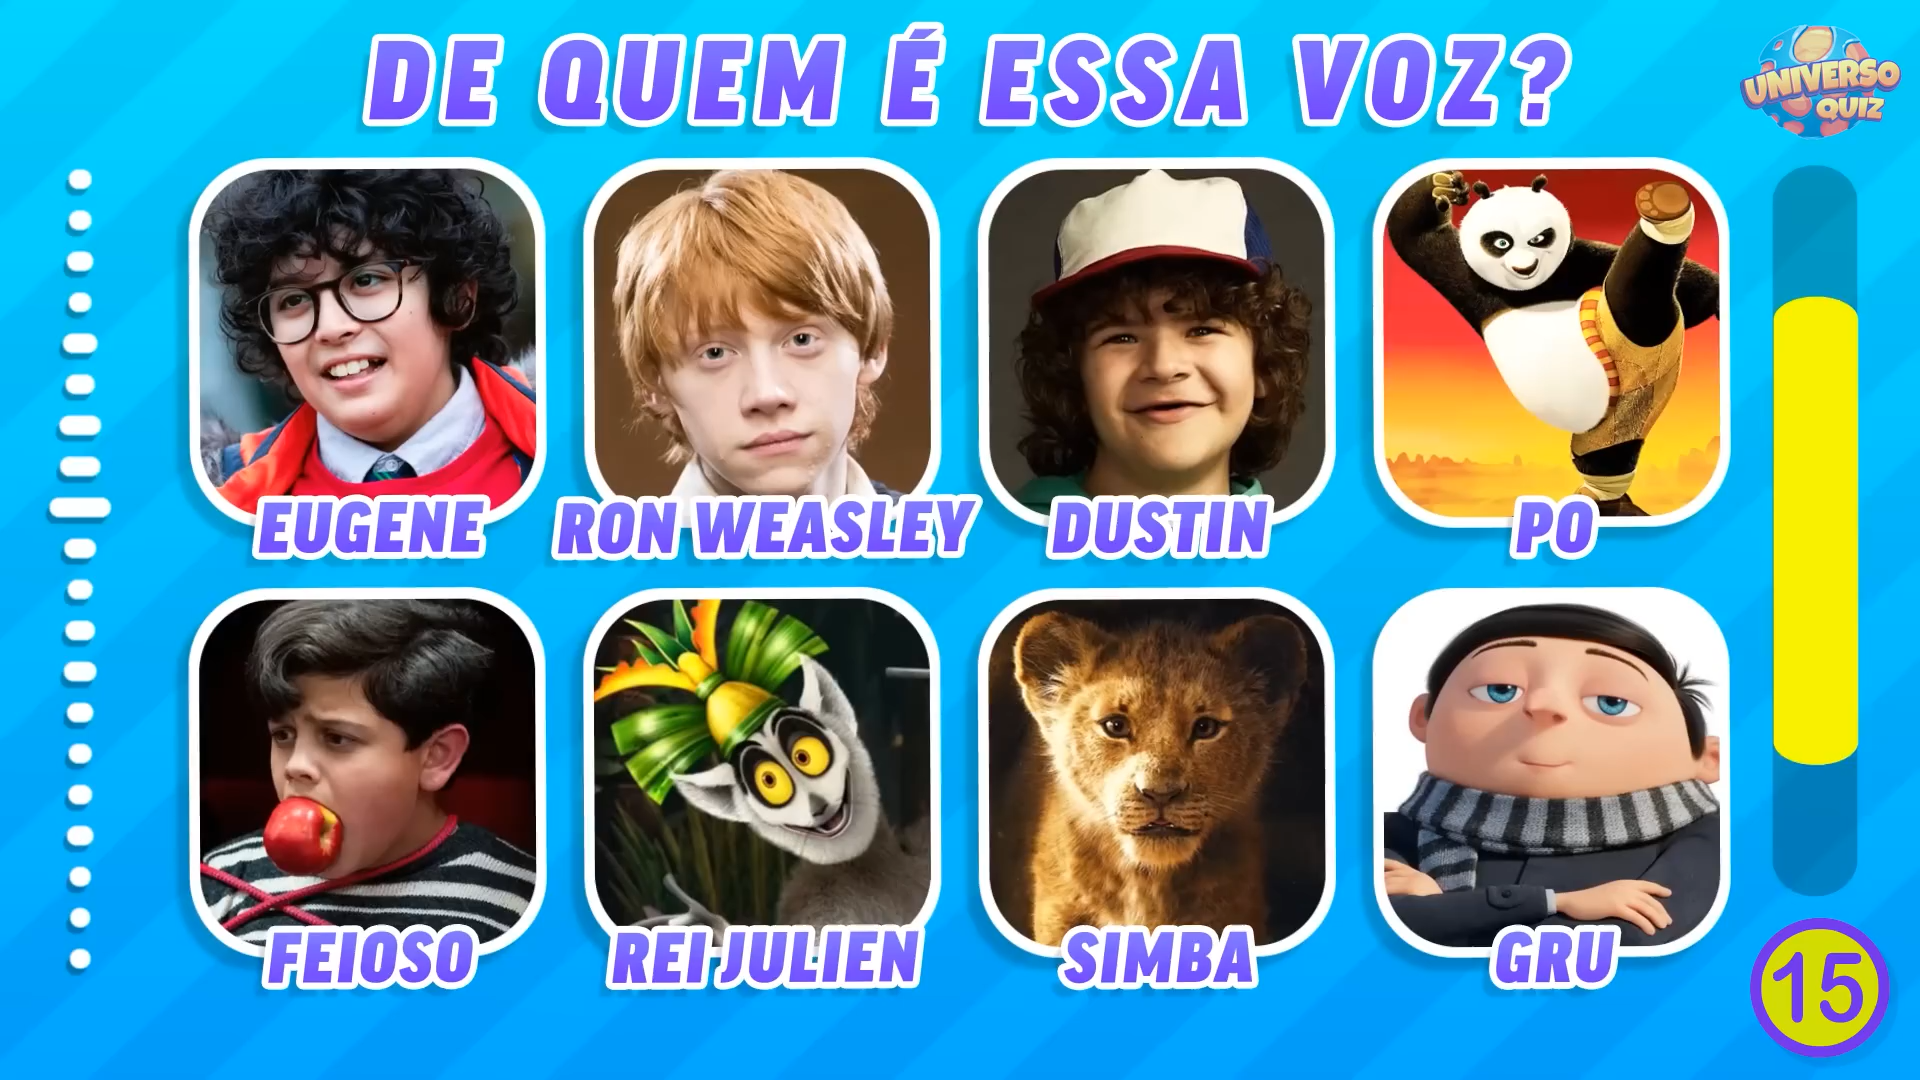 DE QUEM É ESSA VOZ?
UNIVERSO
QUIZ
EUGENE
RON WEASLEY
DUSTIN
PO
FEIOSO
REI JULIEN
SIMBA
GRU
15